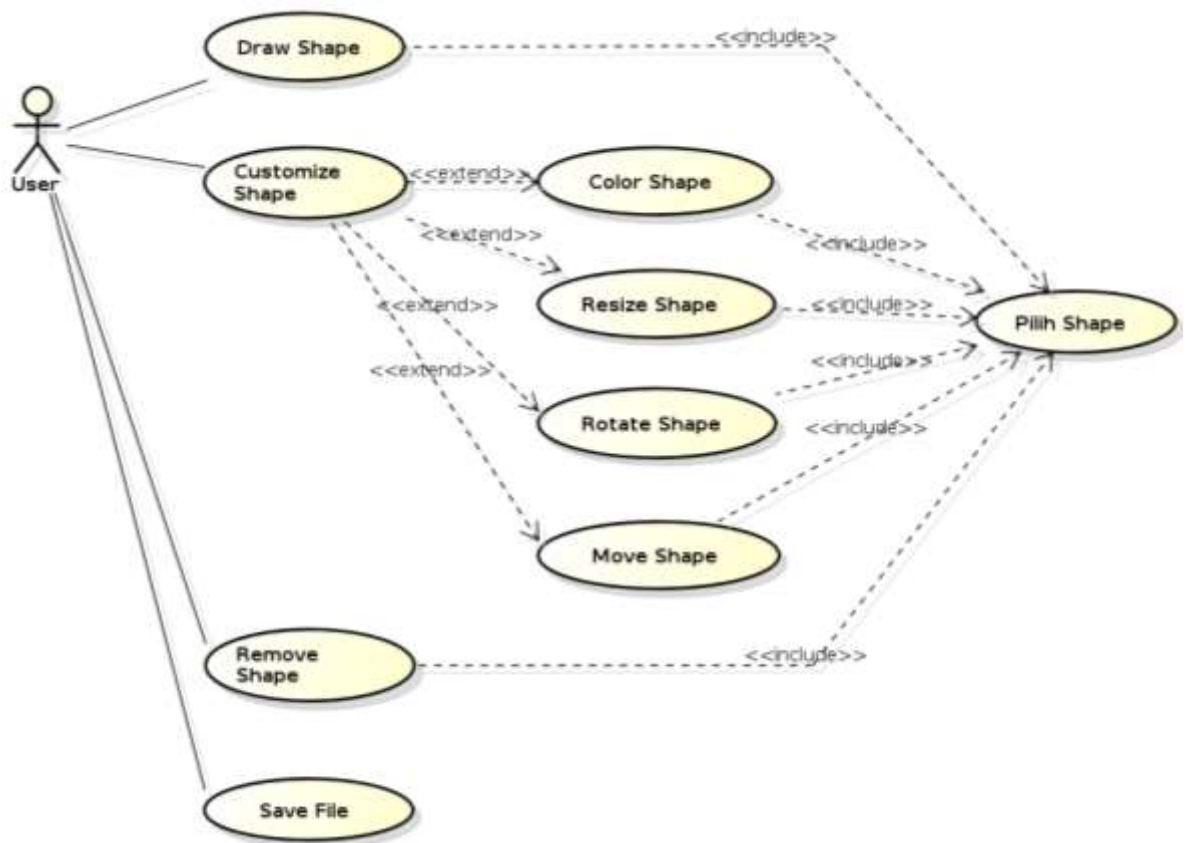 Draw Shape
<<include>>
User
Customize
Shape
<<extend>>
Color Shape
<<extend>>
<<include>>
<<extend>>
Resize Shape
<<include>>
Pilih Shape
<<extend>>
Rotate Shape
<<include>>
<<include>>
Move Shape
Remove
Shape
<<include>>
Save File